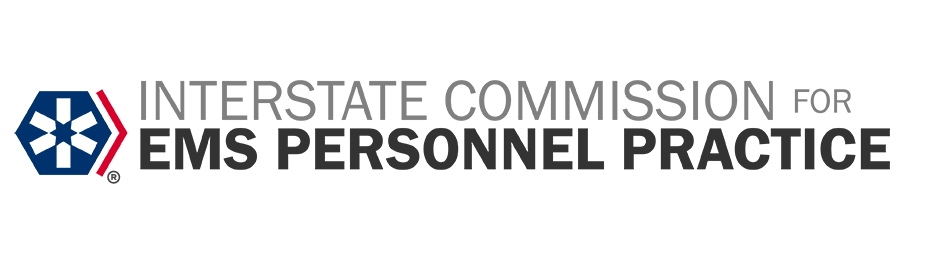 INTERSTATE COMMISSION FOR
EMS PERSONNEL PRACTICE
®